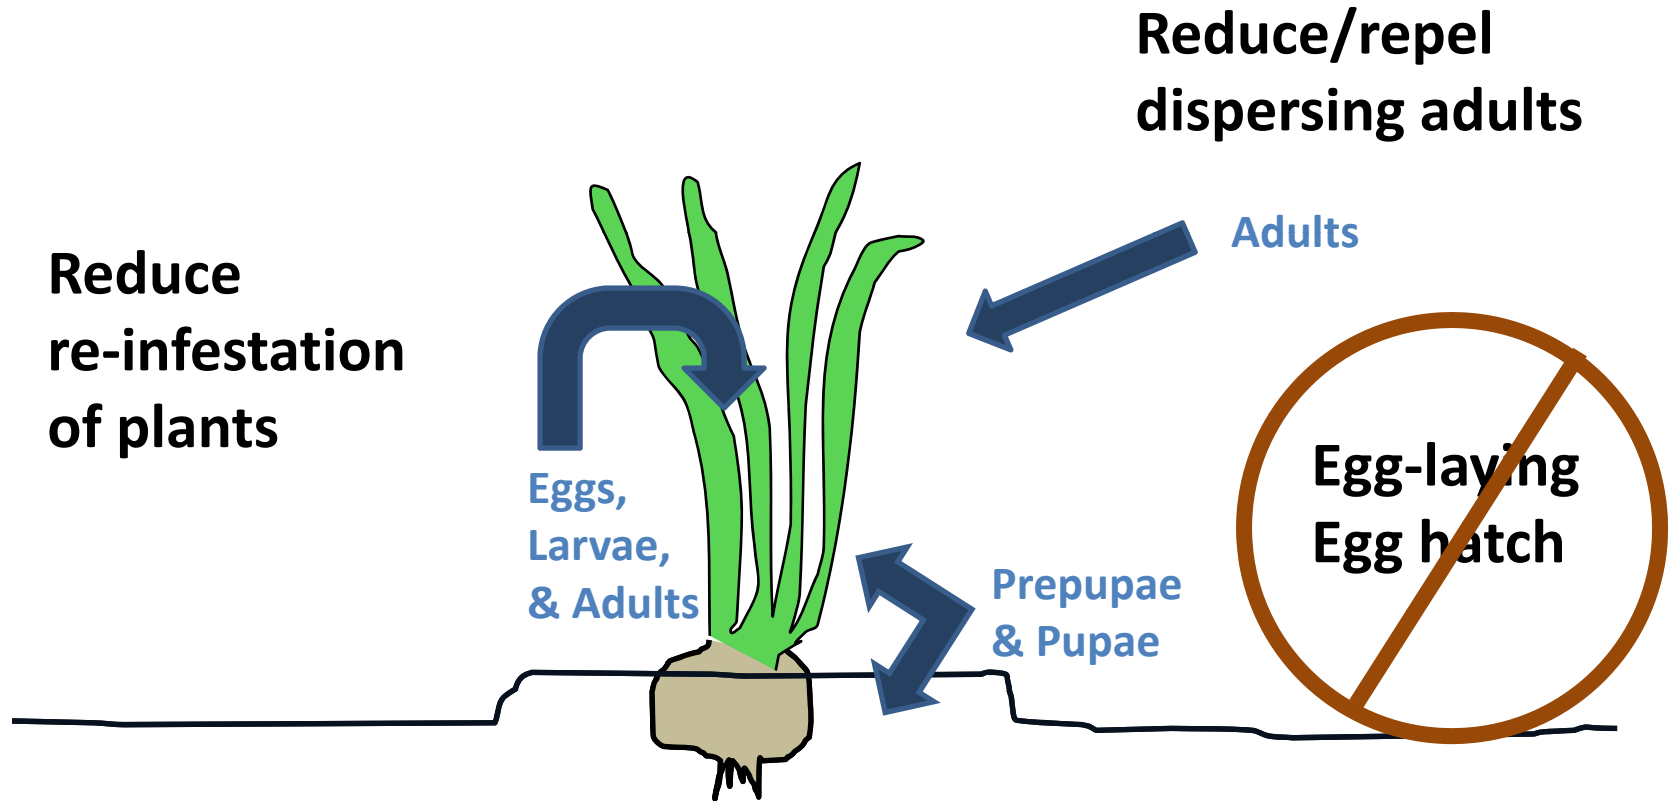 Reduce/repel
dispersing adults
Adults
Reduce
re-infestation
of plants
Eggs,
Larvae,
& Adults
Prepupae
& Pupae
Egg-laying
Egg hatch